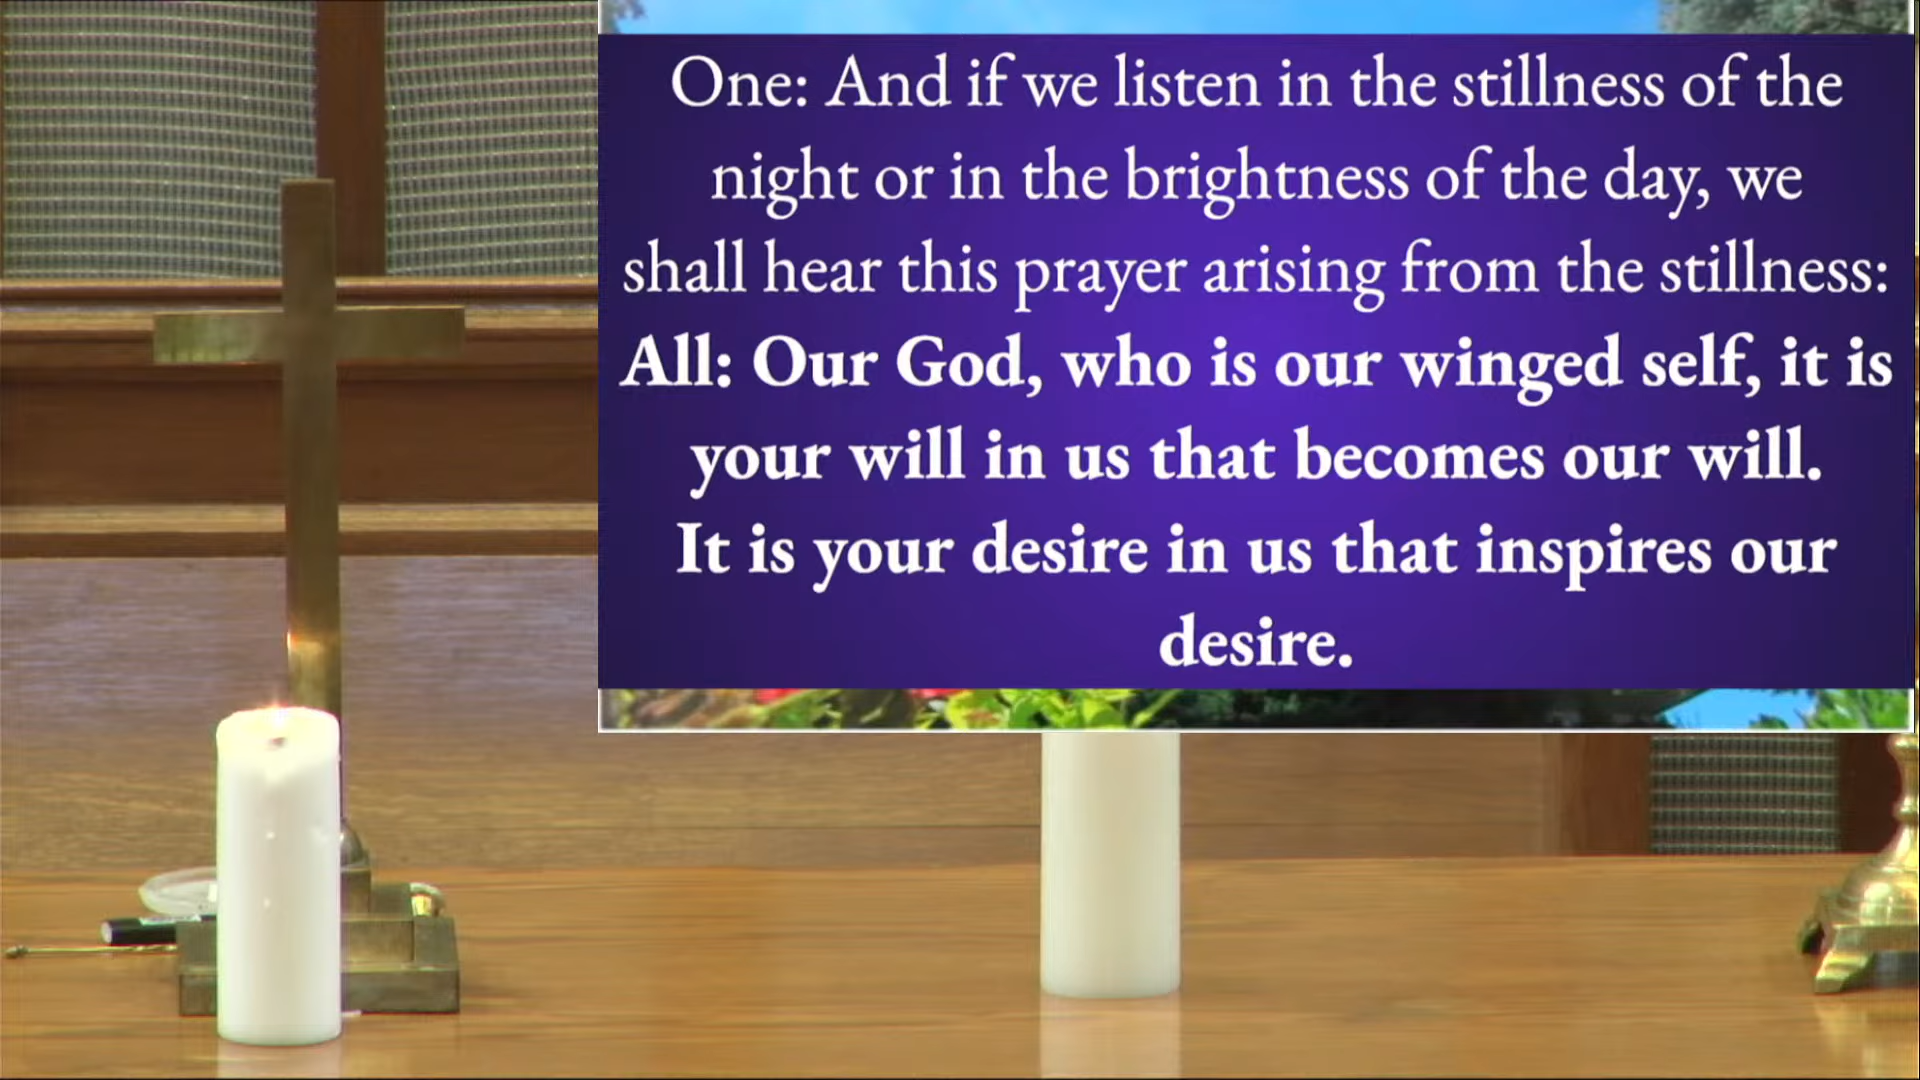 One: And if we listen in the stillness of the
night or in the brightness of the day, we
shall hear this prayer arising from the stillness:
All: Our God, who is our winged self, it is
your will in us that becomes our will.
It is your desire in us that inspires our
desire.